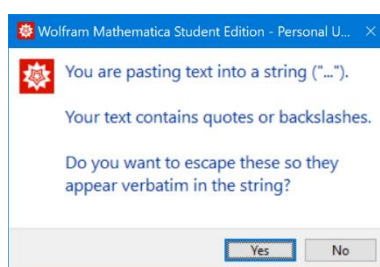 Wolfram Mathematica Student Edition - Personal U...
You are pasting text into a string ("...").
Your text contains quotes or backslashes.
Do you want to escape these so they
appear verbatim in the string?
Yes No